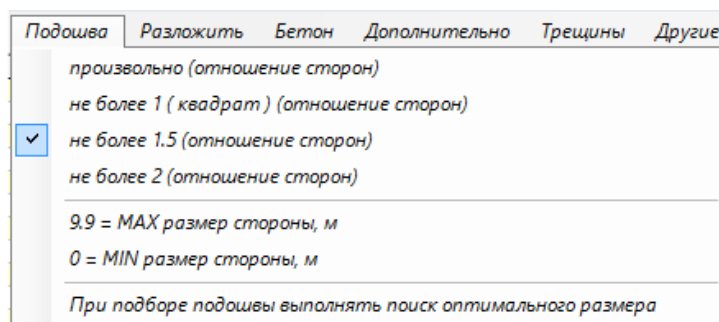 Подошва Разложить Бетон Дополнительно Трещины Другие
произвольно (отношение сторон)
не более 1 ( квадрат ) (отношение сторон)
не более 1.5 (отношение сторон)
не более 2 (отношение сторон)
9.9 = MAX размер стороны, м
0 = MIN размер стороны, м
При подборе подошвы выполнять поиск оптимального размера